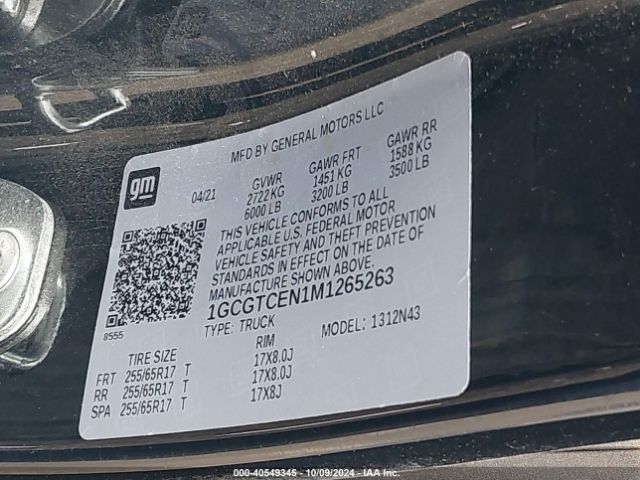 MFD BY GENERAL MOTORS LLC
gm
04/21
GVWR GAWR FRT GAWR RR
2722 KG 1451 KG 1588 KG
6000 LB 3200 LB 3500 LB
THIS VEHICLE CONFORMS TO ALL
APPLICABLE U.S. FEDERAL MOTOR
VEHICLE SAFETY AND THEFT PREVENTION
STANDARDS IN EFFECT ON THE DATE OF
MANUFACTURE SHOWN ABOVE.
1GCGTCEN1M1265263
8555
TYPE: TRUCK MODEL: 1312N43
TIRE SIZE RIM
FRT 255/65R17 T 17X8.0J
RR 255/65R17 T 17X8.0J
SPA 255/65R17 T 17X8J
000-40549345 - 10/09/2024 - IAA Inc.